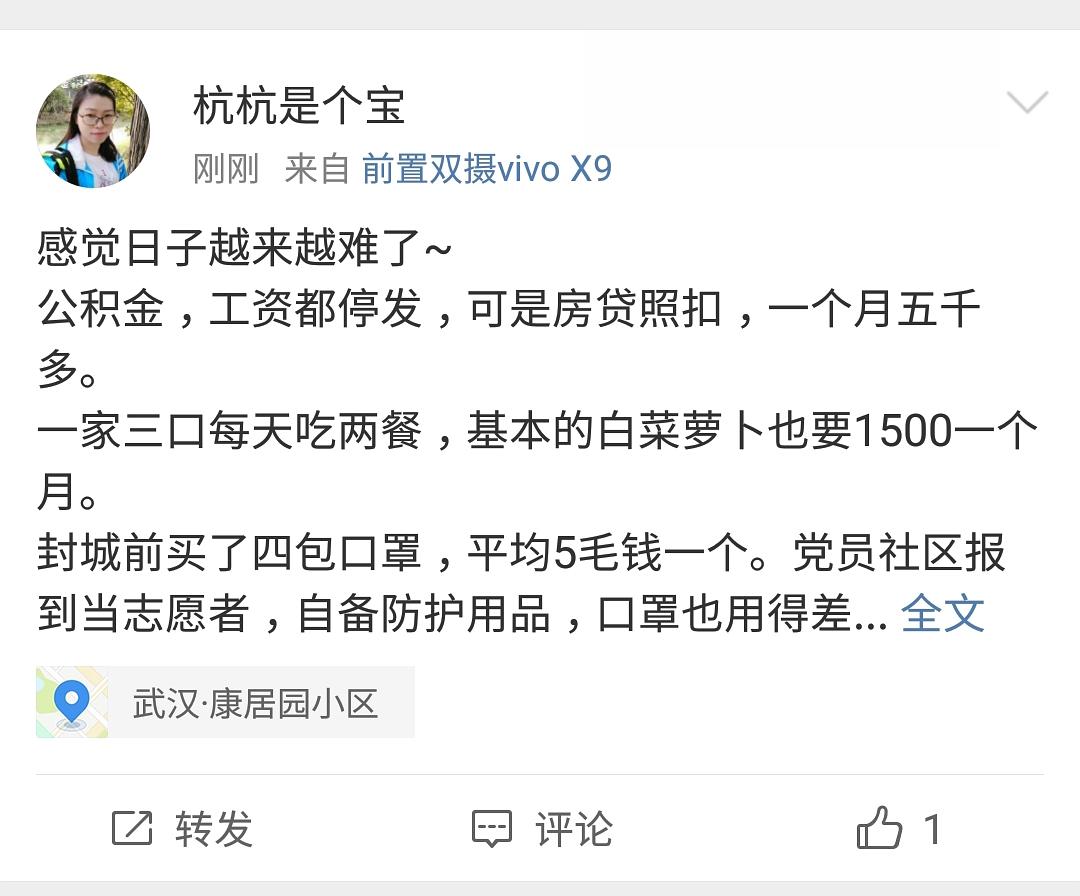 杭杭是个宝
刚刚 来自 前置双摄vivo X9
感觉日子越来越难了~
公积金，工资都停发，可是房贷照扣，一个月五千
多。
一家三口每天吃两餐，基本的白菜萝卜也要1500一个
月。
封城前买了四包口罩，平均5毛钱一个。党员社区报
到当志愿者，自备防护用品，口罩也用得差... 全文
武汉·康居园小区
转发 评论 1